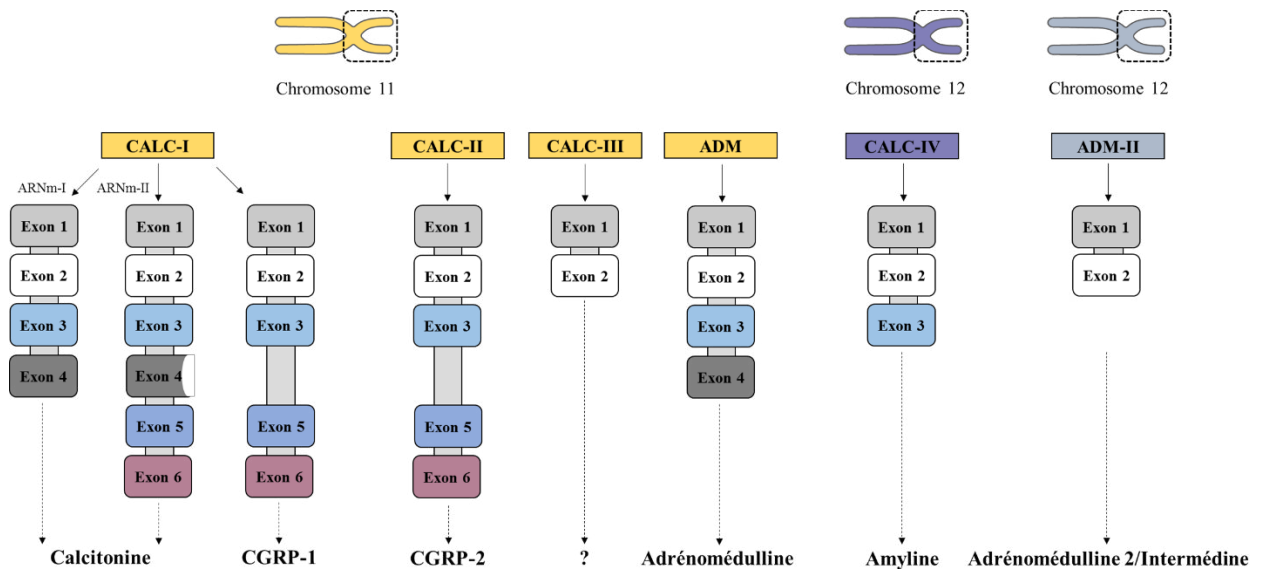 Chromosome 11
Chromosome 12
Chromosome 12
CALC-I
CALC-II
CALC-III
ADM
CALC-IV
ADM-II
ARNm-I
ARNm-II
Exon 1
Exon 2
Exon 3
Exon 4
Exon 1
Exon 2
Exon 3
Exon 4
Exon 5
Exon 6
Exon 1
Exon 2
Exon 3
Exon 5
Exon 6
Exon 1
Exon 2
Exon 3
Exon 5
Exon 6
Exon 1
Exon 2
Exon 1
Exon 2
Exon 3
Exon 4
Exon 1
Exon 2
Exon 3
Exon 1
Exon 2
Calcitonine
CGRP-1
CGRP-2
?
Adrénomédulline
Amyline
Adrénomédulline 2/Intermédine